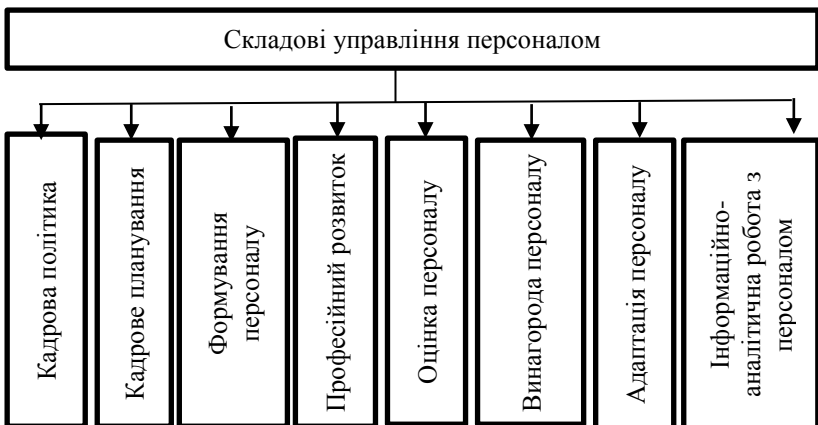 Складові управління персоналом
Кадрова політика
Кадрове планування
Формування
персоналу
Професійний розвиток
Оцінка персоналу
Винагорода персоналу
Адаптація персоналу
Інформаційно-
аналітична робота з
персоналом